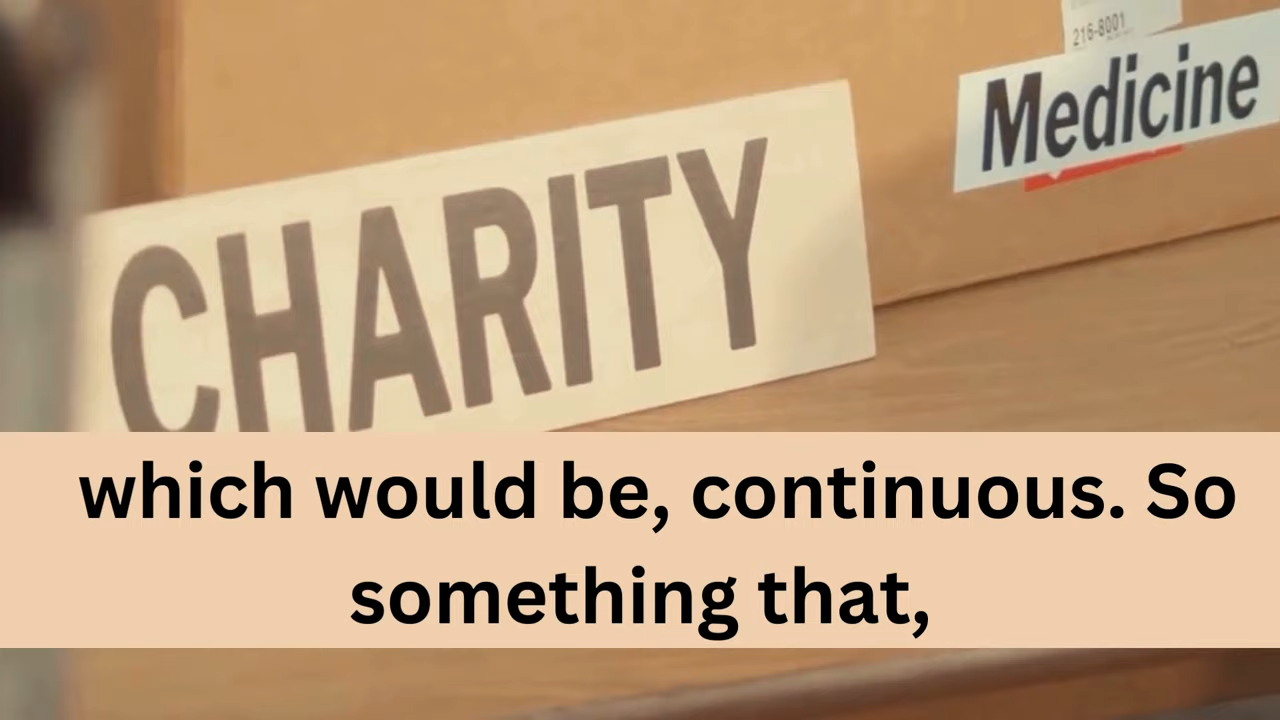 216-8001
Medicine
CHARITY
which would be, continuous. So
something that,